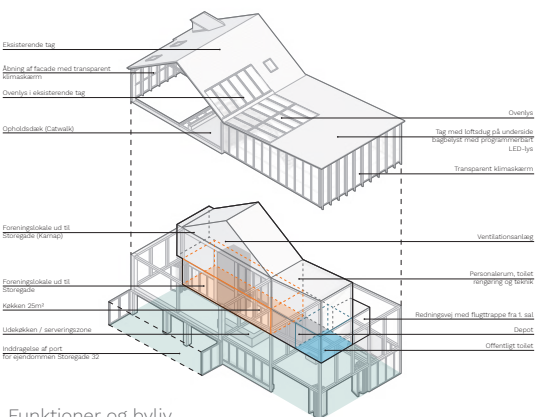 Eksisterende tag
Åbning af facade med transparent
klimaskærm
Ovenlys i eksisterende tag
Opholdsdæk (Catwalk)
Ovenlys
Tag med loftsdug på underside
bagbelyst med programmerbart
LED-lys
Transparent klimaskærm
Foreningslokale ud til
Storegade (Karnap)
Foreningslokale ud til
Storegade
Køkken 25m²
Udekøkken / serveringszone
Inddragelse af port
for ejendommen Storegade 32
Ventilationsanlæg
Personalerum, toilet
rengøring og teknik
Redningsvej med flugttrappe fra 1. sal
Depot
Offentligt toilet
Funktioner og byliv